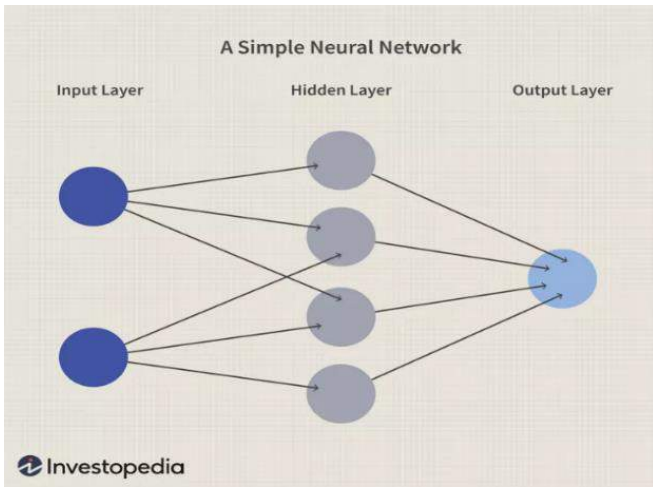 A Simple Neural Network
Input Layer
Hidden Layer
Output Layer
Investopedia